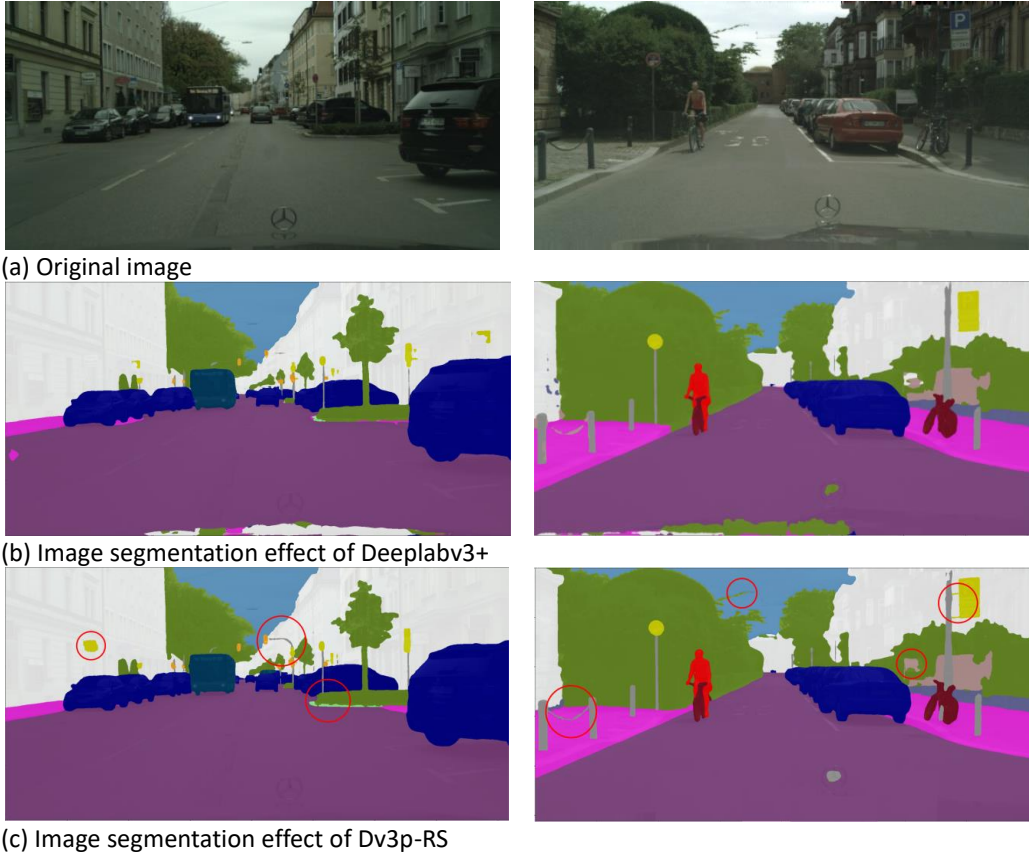 (a) Original image
(b) Image segmentation effect of Deeplabv3+
(c) Image segmentation effect of Dv3p-RS